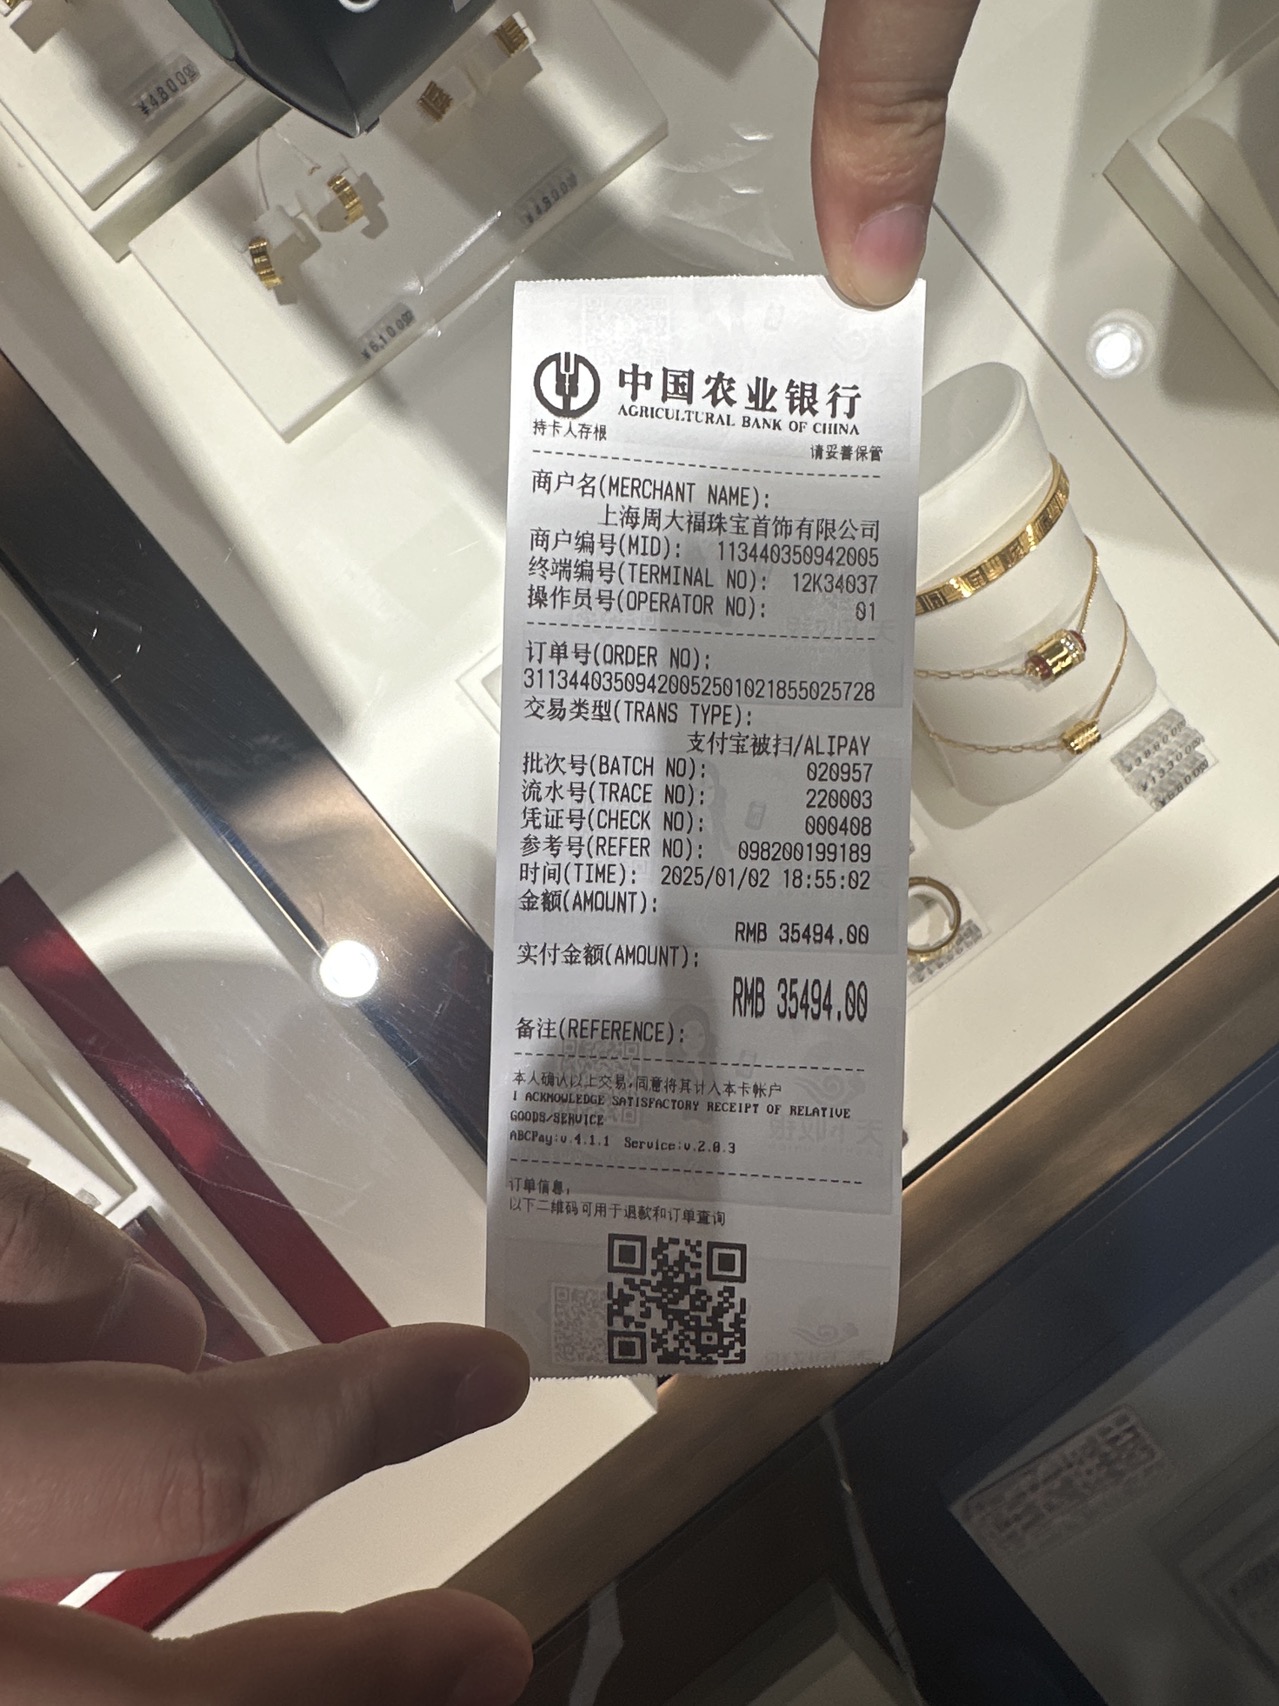 ¥4,800.00
¥6,100.00
中国农业银行
AGRICULTURAL BANK OF CHINA
持卡人存根
请妥善保管
商户名(MERCHANT NAME):
上海周大福珠宝首饰有限公司
商户编号(MID): 113440350942005
终端编号(TERMINAL NO): 12K34037
操作员号(OPERATOR NO): 01
订单号(ORDER NO):
31134403509420052501021855025728
交易类型(TRANS TYPE):
支付宝被扫/ALIPAY
批次号(BATCH NO): 020957
流水号(TRACE NO): 220003
凭证号(CHECK NO): 000408
参考号(REFER NO): 098200199189
时间(TIME): 2025/01/02 18:55:02
金额(AMOUNT):
RMB 35494.00
实付金额(AMOUNT):
RMB 35494.00
备注(REFERENCE):
本人确认以上交易,同意将其计入本卡帐户
I ACKNOWLEDGE SATISFACTORY RECEIPT OF RELATIVE
GOODS/SERVICE
ABCPay:v.4.1.1 Service:v.2.0.3
订单信息:
以下二维码可用于退款和订单查询